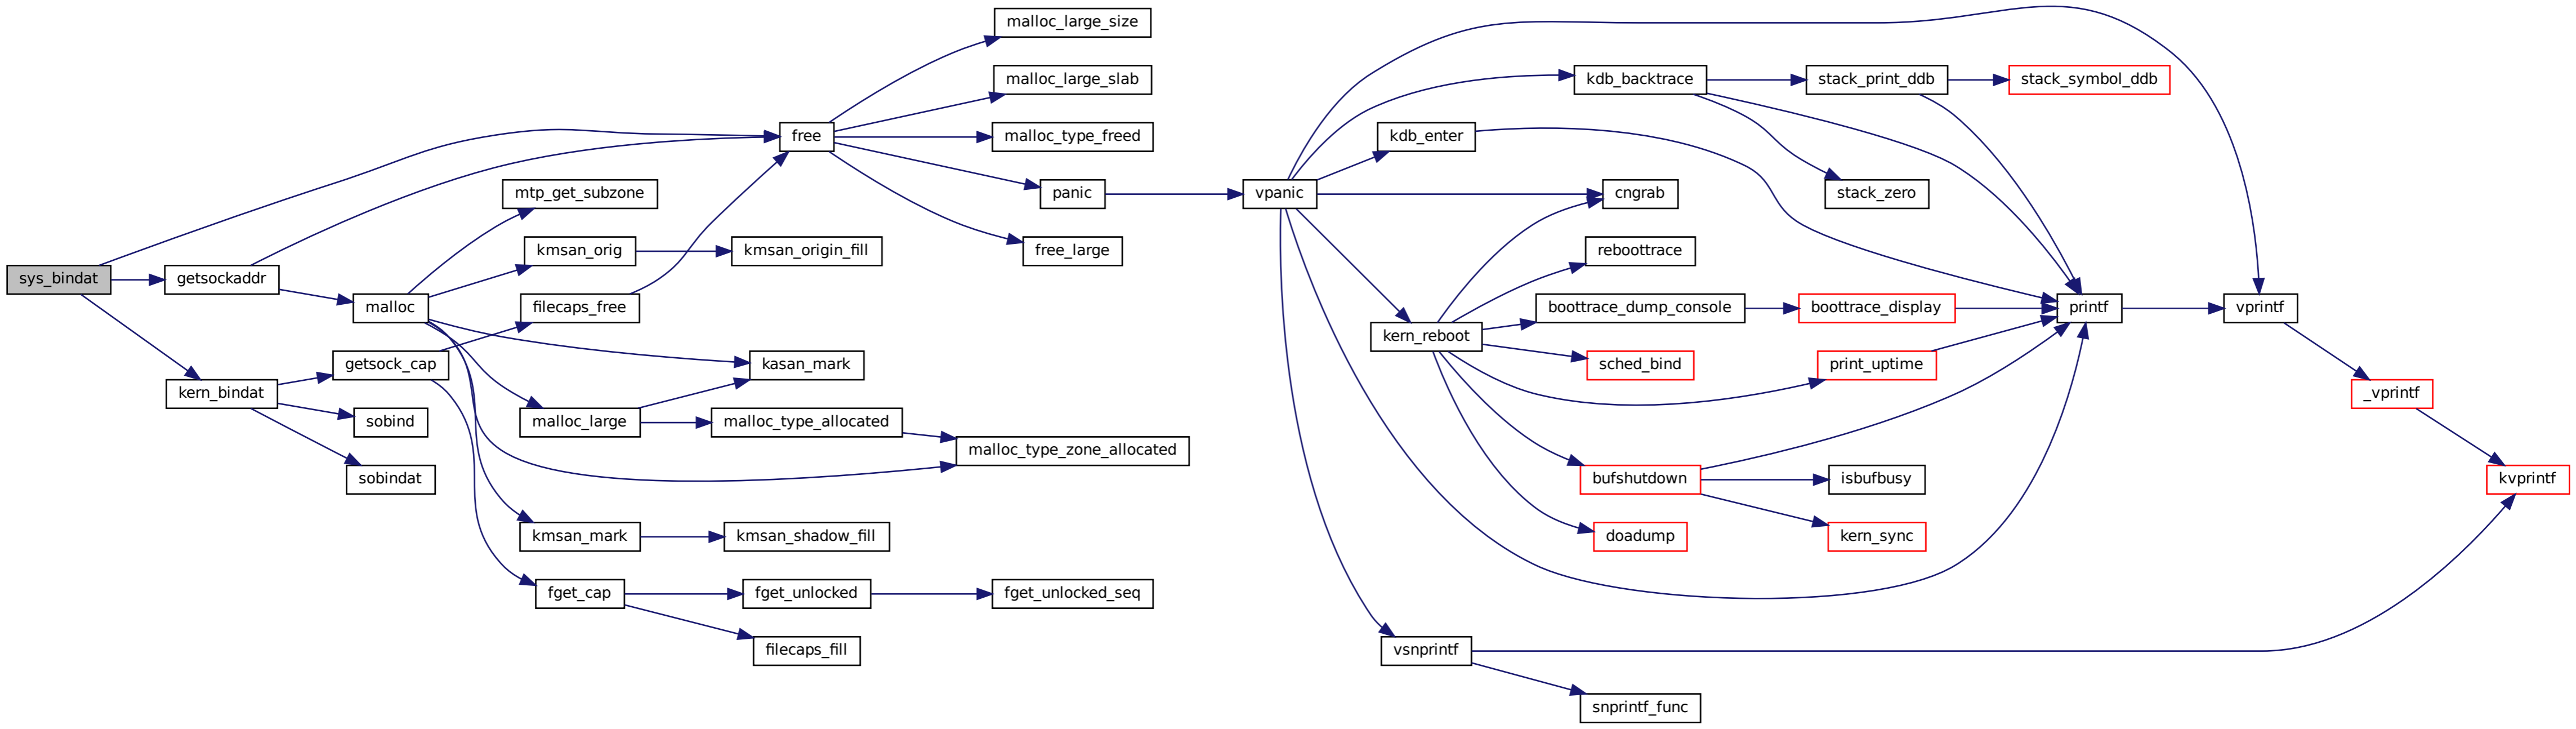 sys_bindat
getsockaddr
kern_bindat
malloc
getsock_cap
sobind
sobindat
mtp_get_subzone
kmsan_orig
filecaps_free
malloc_large
kmsan_mark
fget_cap
free
kmsan_origin_fill
kasan_mark
malloc_type_allocated
kmsan_shadow_fill
fget_unlocked
filecaps_fill
malloc_large_size
malloc_large_slab
malloc_type_freed
panic
free_large
malloc_type_zone_allocated
fget_unlocked_seq
vpanic
kdb_enter
kern_reboot
vsnprintf
kdb_backtrace
cngrab
reboottrace
boottrace_dump_console
sched_bind
bufshutdown
doadump
snprintf_func
stack_print_ddb
stack_zero
boottrace_display
print_uptime
isbufbusy
kern_sync
stack_symbol_ddb
printf
vprintf
_vprintf
kvprintf